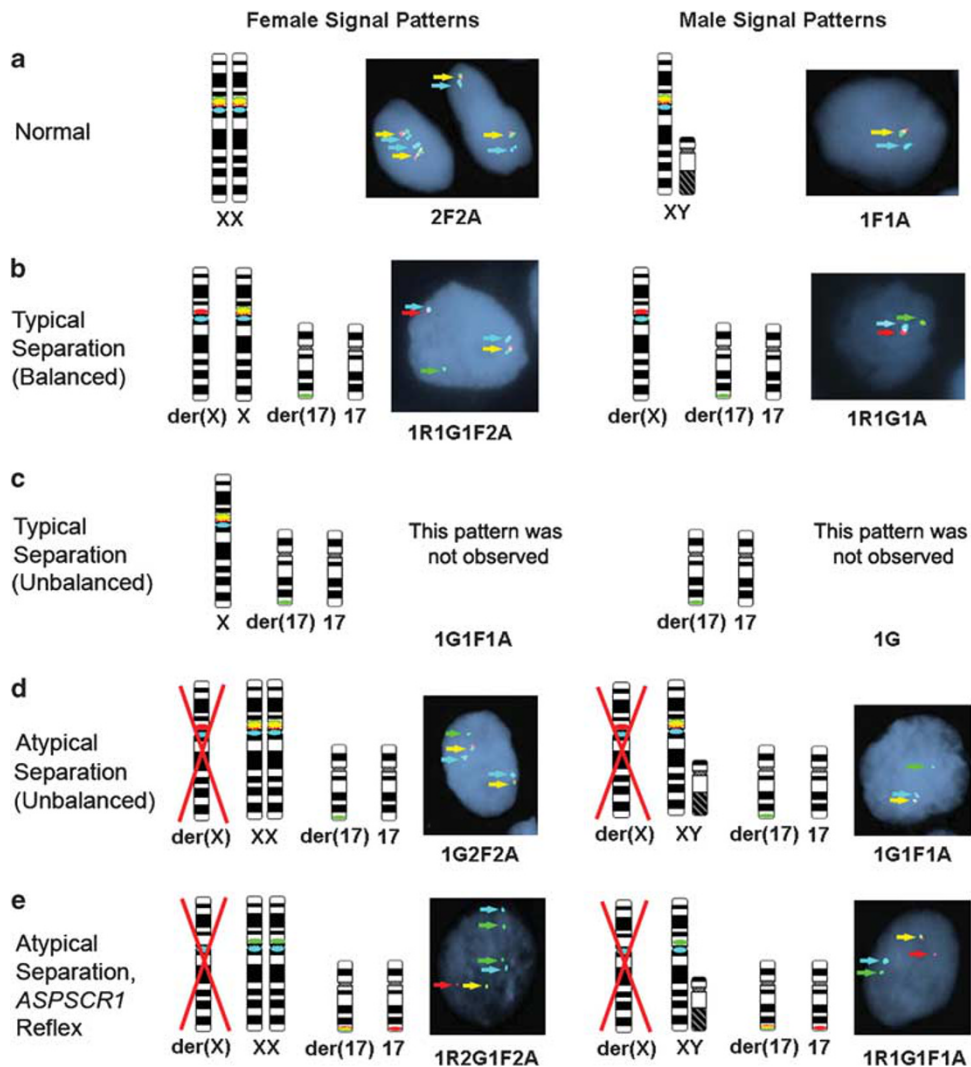 Female Signal Patterns
Male Signal Patterns
a
Normal
XX
2F2A
XY
1F1A
b
Typical
Separation
(Balanced)
der(X) X der(17) 17
1R1G1F2A
der(X) der(17) 17
1R1G1A
c
Typical
Separation
(Unbalanced)
X der(17) 17
This pattern was
not observed
1G1F1A
der(17) 17
This pattern was
not observed
1G
d
Atypical
Separation
(Unbalanced)
der(X) XX der(17) 17
1G2F2A
der(X) XY der(17) 17
1G1F1A
e
Atypical
Separation,
ASPSCR1
Reflex
der(X) XX der(17) 17
1R2G1F2A
der(X) XY der(17) 17
1R1G1F1A